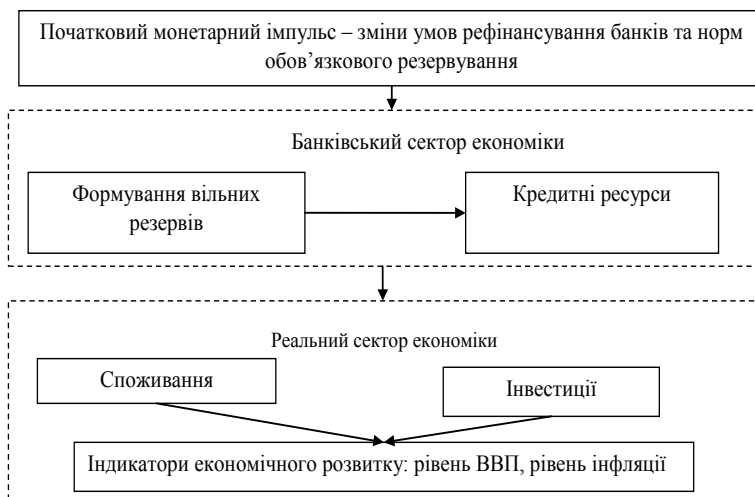 Початковий монетарний імпульс – зміни умов рефінансування банків та норм
обов’язкового резервування
Банківський сектор економіки
Формування вільних
резервів
Кредитні ресурси
Реальний сектор економіки
Споживання
Інвестиції
Індикатори економічного розвитку: рівень ВВП, рівень інфляції